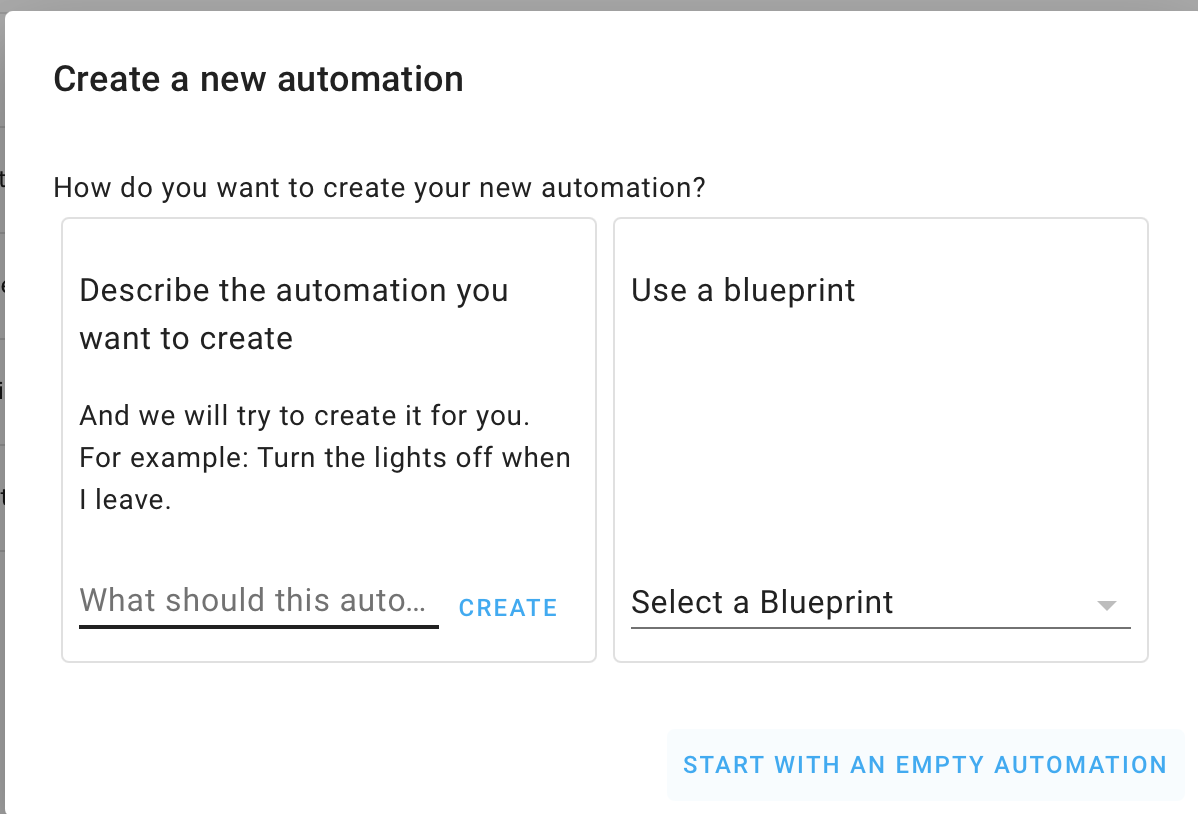 Create a new automation
How do you want to create your new automation?
Describe the automation you
want to create
And we will try to create it for you.
For example: Turn the lights off when
I leave.
What should this auto...
CREATE
Use a blueprint
Select a Blueprint
START WITH AN EMPTY AUTOMATION